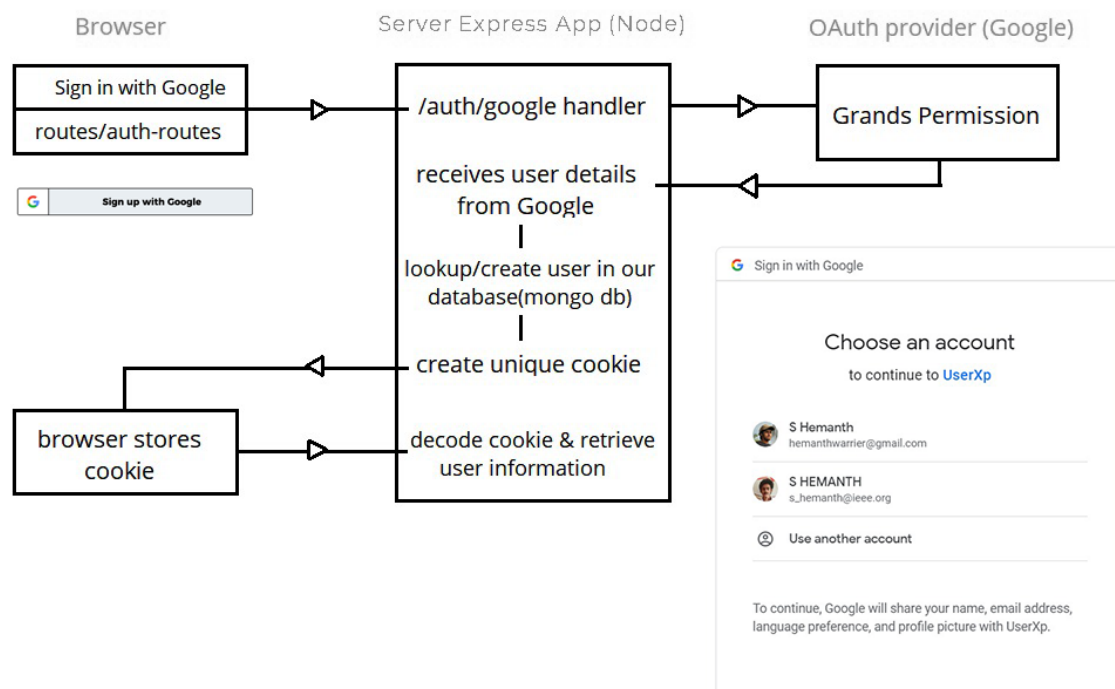 Browser
Server Express App (Node)
OAuth provider (Google)
Sign in with Google
routes/auth-routes
G Sign up with Google
/auth/google handler
Grands Permission
receives user details
from Google
lookup/create user in our
database(mongo db)
create unique cookie
browser stores
cookie
decode cookie & retrieve
user information
G Sign in with Google
Choose an account
to continue to UserXp
S Hemanth
hemanthwarrier@gmail.com
S HEMANTH
s_hemanth@ieee.org
Use another account
To continue, Google will share your name, email address,
language preference, and profile picture with UserXp.